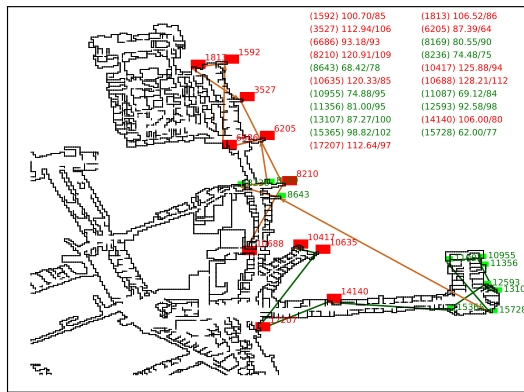 (1592) 100.70/85 (1813) 106.52/86
(3527) 112.94/106 (6205) 87.39/64
(6686) 93.18/93 (8169) 80.55/90
(8210) 120.91/109 (8236) 74.48/75
(8643) 68.42/78 (10417) 125.88/94
(10635) 120.33/85 (10688) 128.21/112
(10955) 74.88/95 (11087) 69.12/84
(11356) 81.00/95 (12593) 92.58/98
(13107) 87.27/100 (14140) 106.00/80
(15365) 98.82/102 (15728) 62.00/77
(17207) 112.64/97
1592
3527
6205
8210
8643
10417
10635
10955
11356
12593
14140
15728
17207